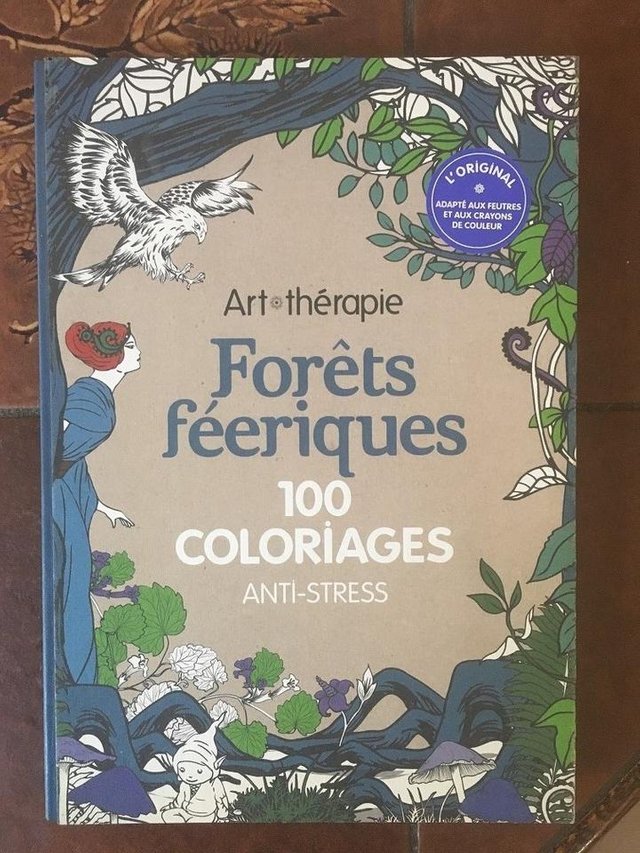 L'ORiGiNAL
ADAPTÉ AUX FEUTRES
ET AUX CRAYONS
DE COULEUR
Art thérapie
Forêts
féeriques
100
COLORiAGES
ANTi-STRESS